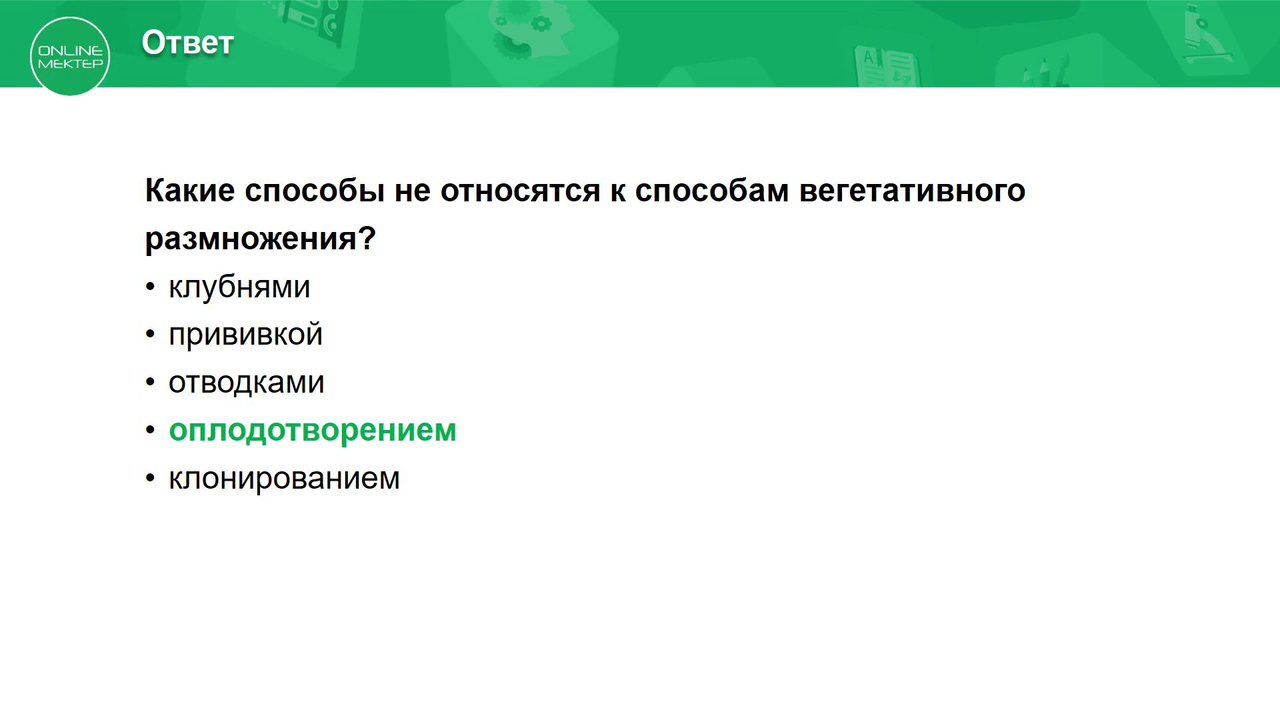 ONLINE
МЕКТЕР
Ответ
Какие способы не относятся к способам вегетативного
размножения?
• клубнями
• прививкой
• отводками
• оплодотворением
• клонированием